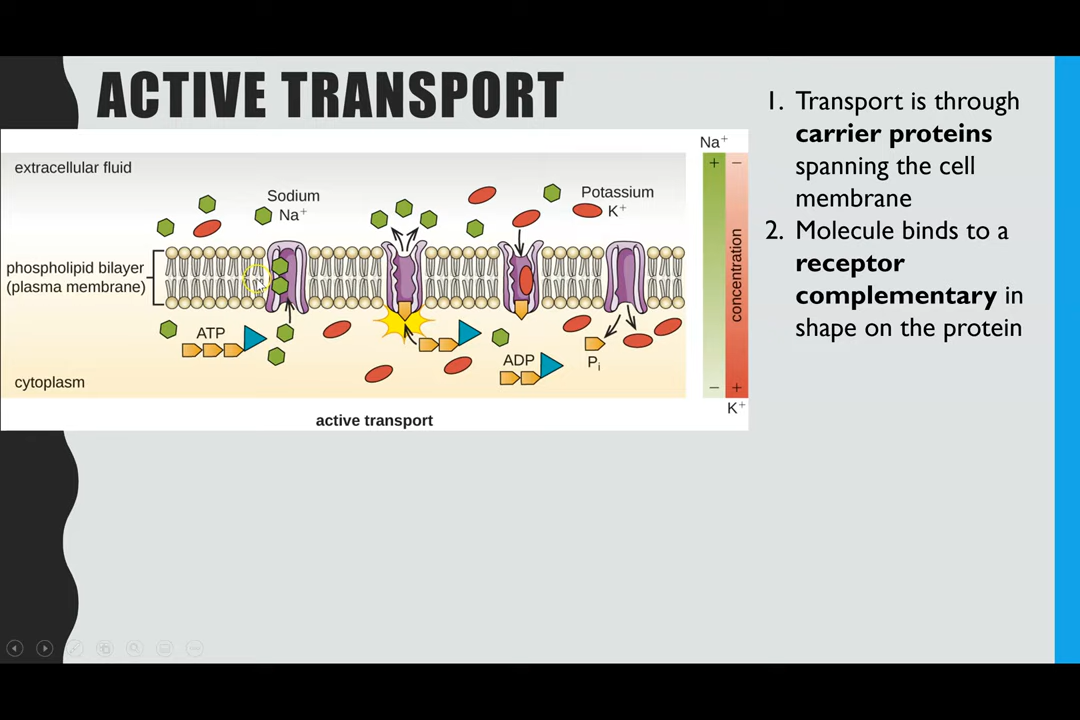 ACTIVE TRANSPORT
extracellular fluid
Sodium
Na⁺
Potassium
K⁺
phospholipid bilayer
(plasma membrane)
ATP
ADP
Pᵢ
cytoplasm
active transport
Na⁺
+ −
concentration
− +
K⁺
1. Transport is through
carrier proteins
spanning the cell
membrane
2. Molecule binds to a
receptor
complementary in
shape on the protein